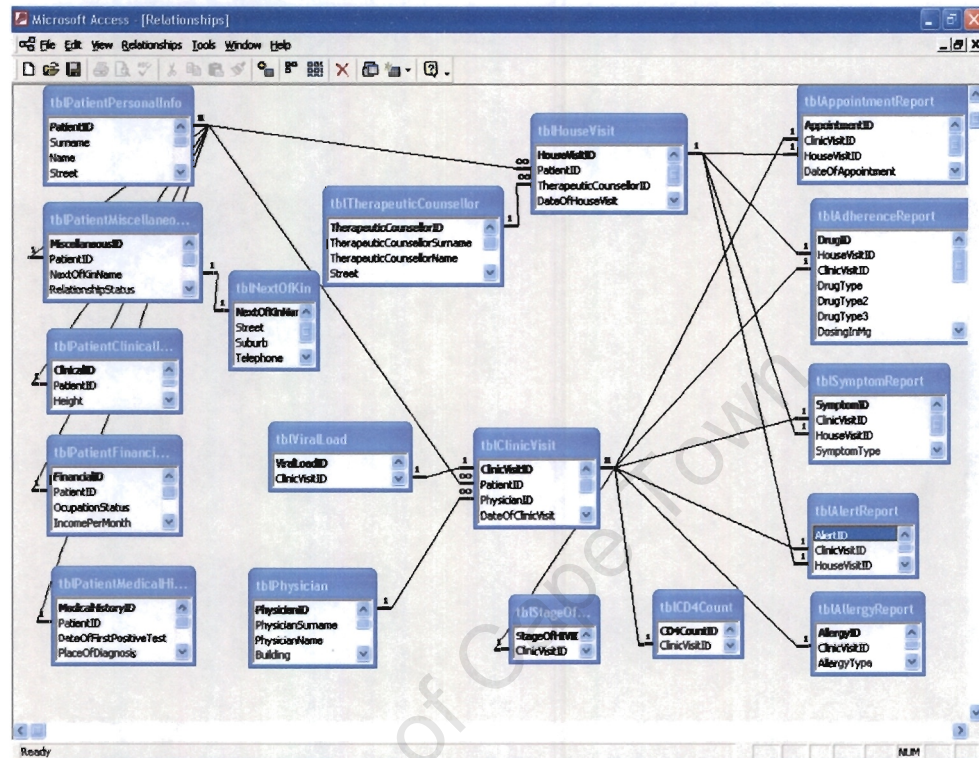 Microsoft Access - [Relationships]
File Edit View Relationships Tools Window Help
tblPatientPersonalInfo
PatientID
Surname
Name
Street
tblPatientMiscellaneo...
MiscellaneousID
PatientID
NextOfKinName
RelationshipStatus
tblNextOfKin
Street
Suburb
Telephone
tblPatientClinicalI...
ClinicalID
PatientID
Height
tblPatientFinanci...
FinancialID
PatientID
OcupationStatus
IncomePerMonth
tblPatientMedicalHi...
MedicalHistoryID
PatientID
DateOfFirstPositiveTest
PlaceOfDiagnosis
tblTherapeuticCounsellor
TherapeuticCounsellorID
TherapeuticCounsellorSurname
TherapeuticCounsellorName
Street
tblHouseVisit
HouseVisitID
PatientID
TherapeuticCounsellorID
DateOfHouseVisit
tblViralLoad
ViralLoadID
ClinicVisitID
tblPhysician
PhysicianID
PhysicianSurname
PhysicianName
Building
tblClinicVisit
ClinicVisitID
PatientID
PhysicianID
DateOfClinicVisit
tblStageOf...
ClinicVisitID
tblCD4Count
CD4CountID
ClinicVisitID
tblAppointmentReport
AppointmentID
ClinicVisitID
HouseVisitID
DateOfAppointment
tblAdherenceReport
DrugID
HouseVisitID
ClinicVisitID
DrugType
DrugType2
DrugType3
DosingInMg
tblSymptomReport
SymptomID
ClinicVisitID
HouseVisitID
SymptomType
tblAlertReport
AlertID
ClinicVisitID
HouseVisitID
tblAllergyReport
AllergyID
ClinicVisitID
AllergyType
of Cape Town
Ready
NUM